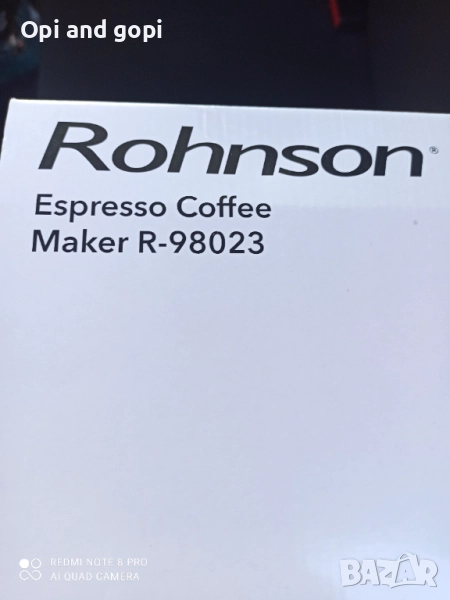 Opi and gopi
Rohnson®
Espresso Coffee
Maker R-98023
REDMI NOTE 8 PRO
AI QUAD CAMERA
BAZAR